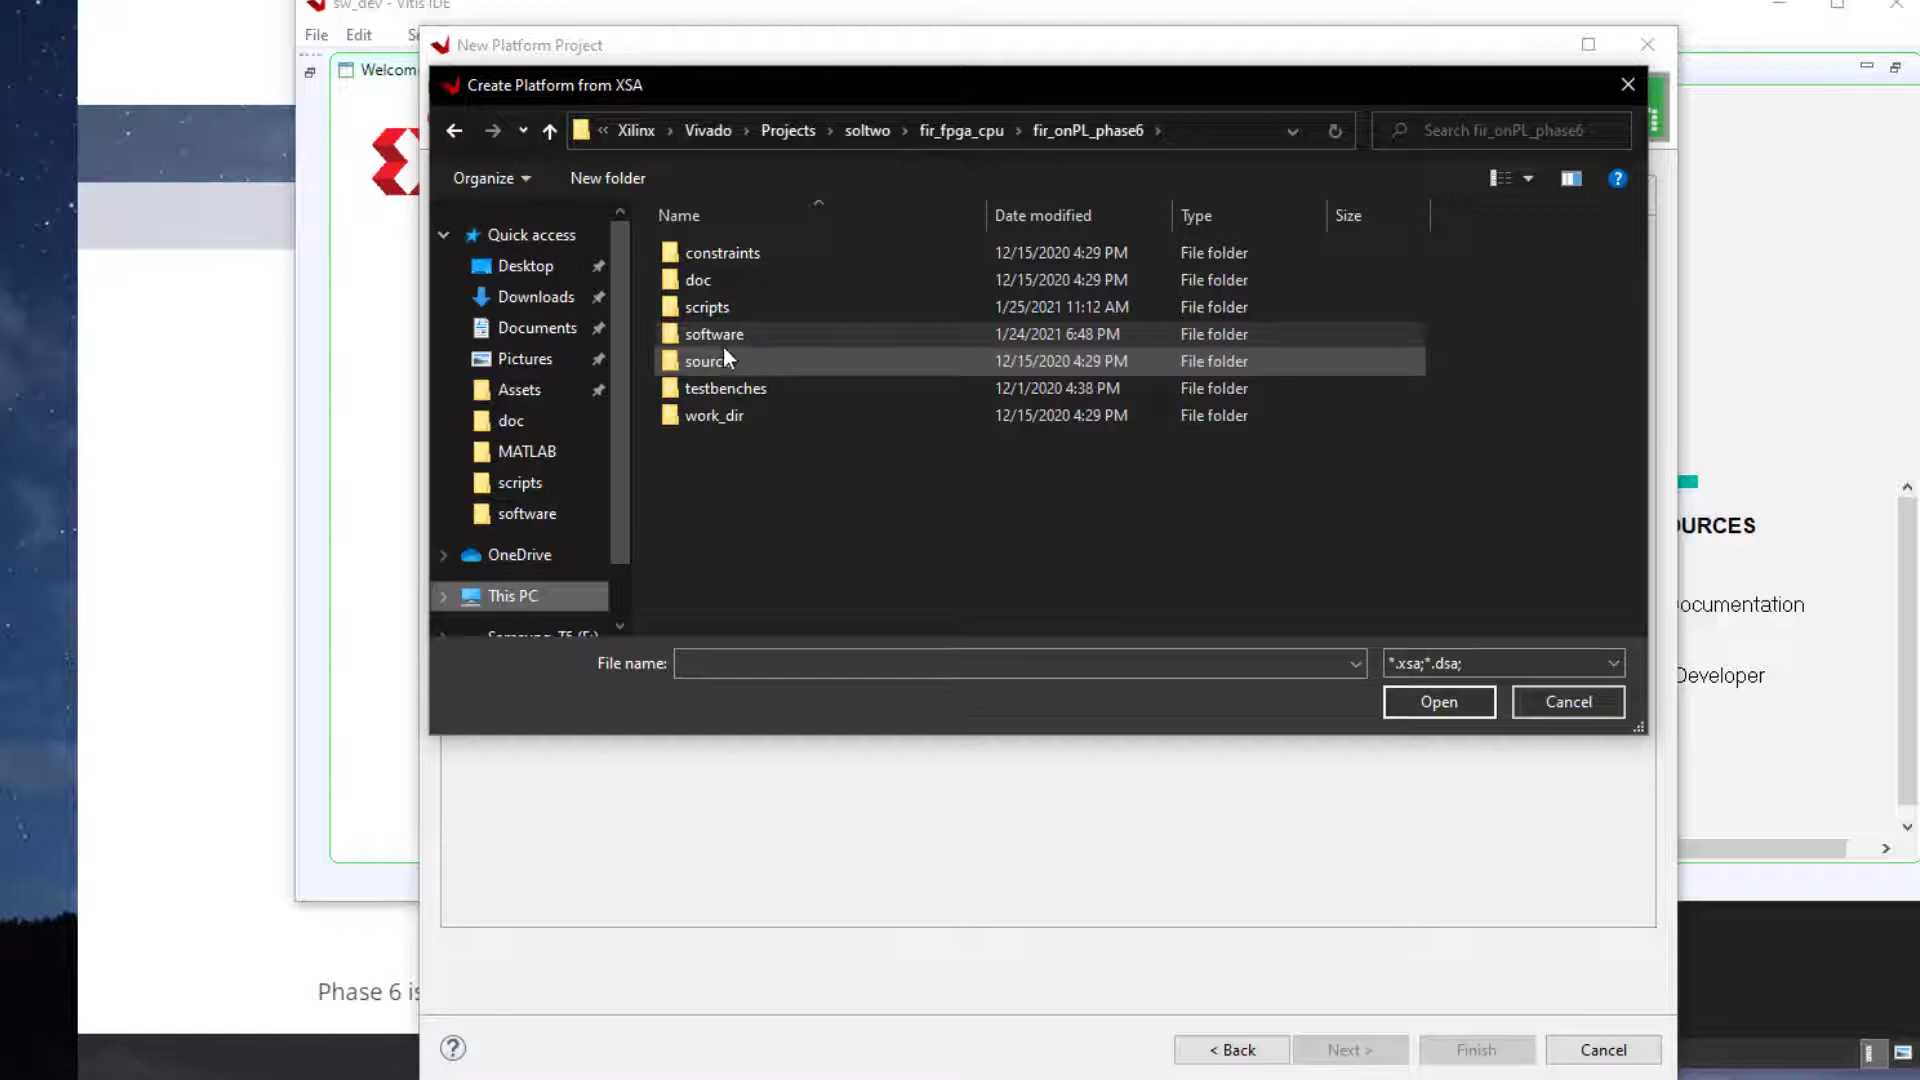 sw_dev - Vitis IDE
File Edit
Welcom
New Platform Project
Create Platform from XSA
« Xilinx › Vivado › Projects › soltwo › fir_fpga_cpu › fir_onPL_phase6 ›
Search fir_onPL_phase6
Organize New folder
Name Date modified Type Size
Quick access
Desktop
Downloads
Documents
Pictures
Assets
doc
MATLAB
scripts
software
OneDrive
This PC
Samsung_T5 (F:)
constraints 12/15/2020 4:29 PM File folder
doc 12/15/2020 4:29 PM File folder
scripts 1/25/2021 11:12 AM File folder
software 1/24/2021 6:48 PM File folder
sourc 12/15/2020 4:29 PM File folder
testbenches 12/1/2020 4:38 PM File folder
work_dir 12/15/2020 4:29 PM File folder
File name: *.xsa;*.dsa;
Open Cancel
OURCES
ocumentation
Developer
Phase 6 is
< Back Next > Finish Cancel